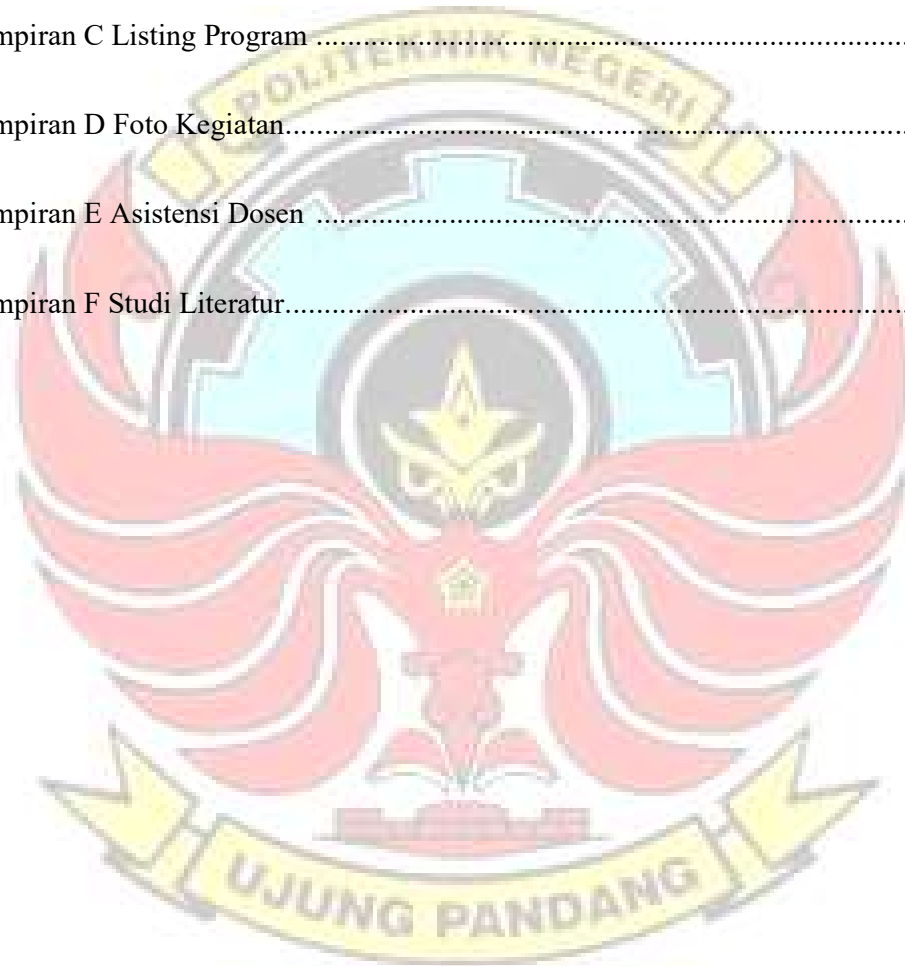 mpiran C Listing Program ........................................................................
POLITEKNIK NEGERI
mpiran D Foto Kegiatan...........................................................................
mpiran E Asistensi Dosen ........................................................................
mpiran F Studi Literatur...........................................................................
UJUNG PANDANG